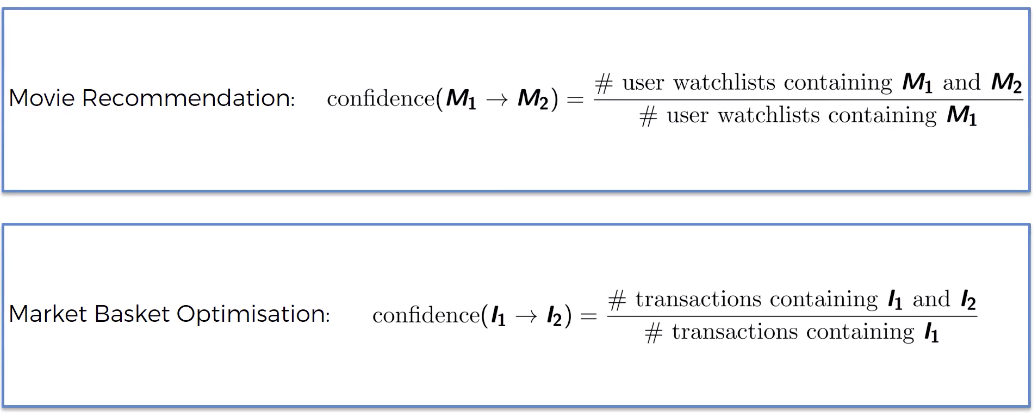 Movie Recommendation: confidence(M₁ → M₂) = # user watchlists containing M₁ and M₂ / # user watchlists containing M₁
Market Basket Optimisation: confidence(I₁ → I₂) = # transactions containing I₁ and I₂ / # transactions containing I₁